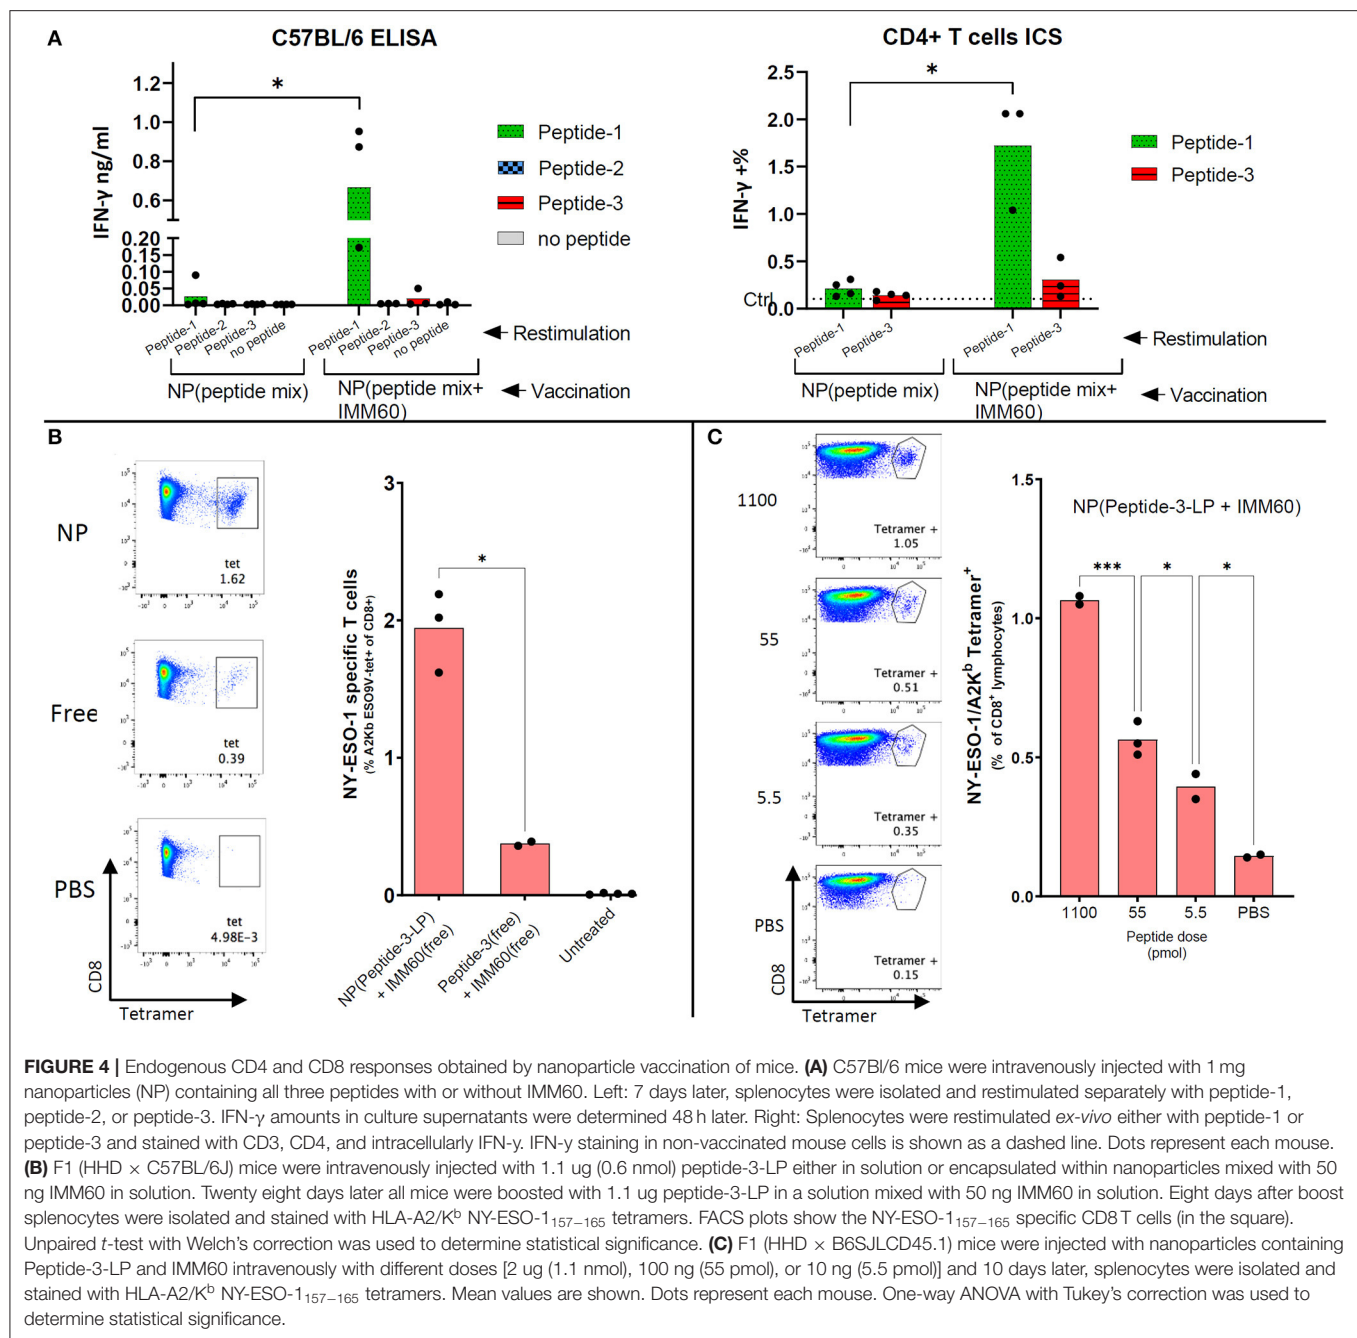 A
C57BL/6 ELISA
IFN-γ ng/ml
1.2
1.0
0.8
0.6
0.20
0.15
0.10
0.05
0.00
*
Peptide-1
Peptide-2
Peptide-3
no peptide
Peptide-1
Peptide-2
Peptide-3
no peptide
Peptide-1
Peptide-2
Peptide-3
no peptide
Restimulation
NP(peptide mix)
NP(peptide mix+
IMM60)
Vaccination
CD4+ T cells ICS
IFN-γ +%
2.5
2.0
1.5
1.0
0.5
Ctrl
0.0
*
Peptide-1
Peptide-3
Peptide-1
Peptide-3
Peptide-1
Peptide-3
Restimulation
NP(peptide mix)
NP(peptide mix+
IMM60)
Vaccination
B
NP
tet
1.62
Free
tet
0.39
PBS
tet
4.98E-3
CD8
Tetramer
NY-ESO-1 specific T cells
(% A2Kb ESO9V-tet+ of CD8+)
3
2
1
0
*
NP(Peptide-3-LP)
+ IMM60(free)
Peptide-3(free)
+ IMM60(free)
Untreated
C
1100
Tetramer +
1.05
55
Tetramer +
0.51
5.5
Tetramer +
0.35
PBS
Tetramer +
0.15
CD8
Tetramer
NY-ESO-1/A2Kᵇ Tetramer⁺
(% of CD8⁺ lymphocytes)
1.5
1.0
0.5
0.0
NP(Peptide-3-LP + IMM60)
*** * *
1100 55 5.5 PBS
Peptide dose
(pmol)
FIGURE 4 | Endogenous CD4 and CD8 responses obtained by nanoparticle vaccination of mice. (A) C57Bl/6 mice were intravenously injected with 1 mg
nanoparticles (NP) containing all three peptides with or without IMM60. Left: 7 days later, splenocytes were isolated and restimulated separately with peptide-1,
peptide-2, or peptide-3. IFN-γ amounts in culture supernatants were determined 48 h later. Right: Splenocytes were restimulated ex-vivo either with peptide-1 or
peptide-3 and stained with CD3, CD4, and intracellularly IFN-y. IFN-y staining in non-vaccinated mouse cells is shown as a dashed line. Dots represent each mouse.
(B) F1 (HHD × C57BL/6J) mice were intravenously injected with 1.1 ug (0.6 nmol) peptide-3-LP either in solution or encapsulated within nanoparticles mixed with 50
ng IMM60 in solution. Twenty eight days later all mice were boosted with 1.1 ug peptide-3-LP in a solution mixed with 50 ng IMM60 in solution. Eight days after boost
splenocytes were isolated and stained with HLA-A2/Kᵇ NY-ESO-1₁₅₇₋₁₆₅ tetramers. FACS plots show the NY-ESO-1₁₅₇₋₁₆₅ specific CD8 T cells (in the square).
Unpaired t-test with Welch's correction was used to determine statistical significance. (C) F1 (HHD × B6SJLCD45.1) mice were injected with nanoparticles containing
Peptide-3-LP and IMM60 intravenously with different doses [2 ug (1.1 nmol), 100 ng (55 pmol), or 10 ng (5.5 pmol)] and 10 days later, splenocytes were isolated and
stained with HLA-A2/Kᵇ NY-ESO-1₁₅₇₋₁₆₅ tetramers. Mean values are shown. Dots represent each mouse. One-way ANOVA with Tukey's correction was used to
determine statistical significance.